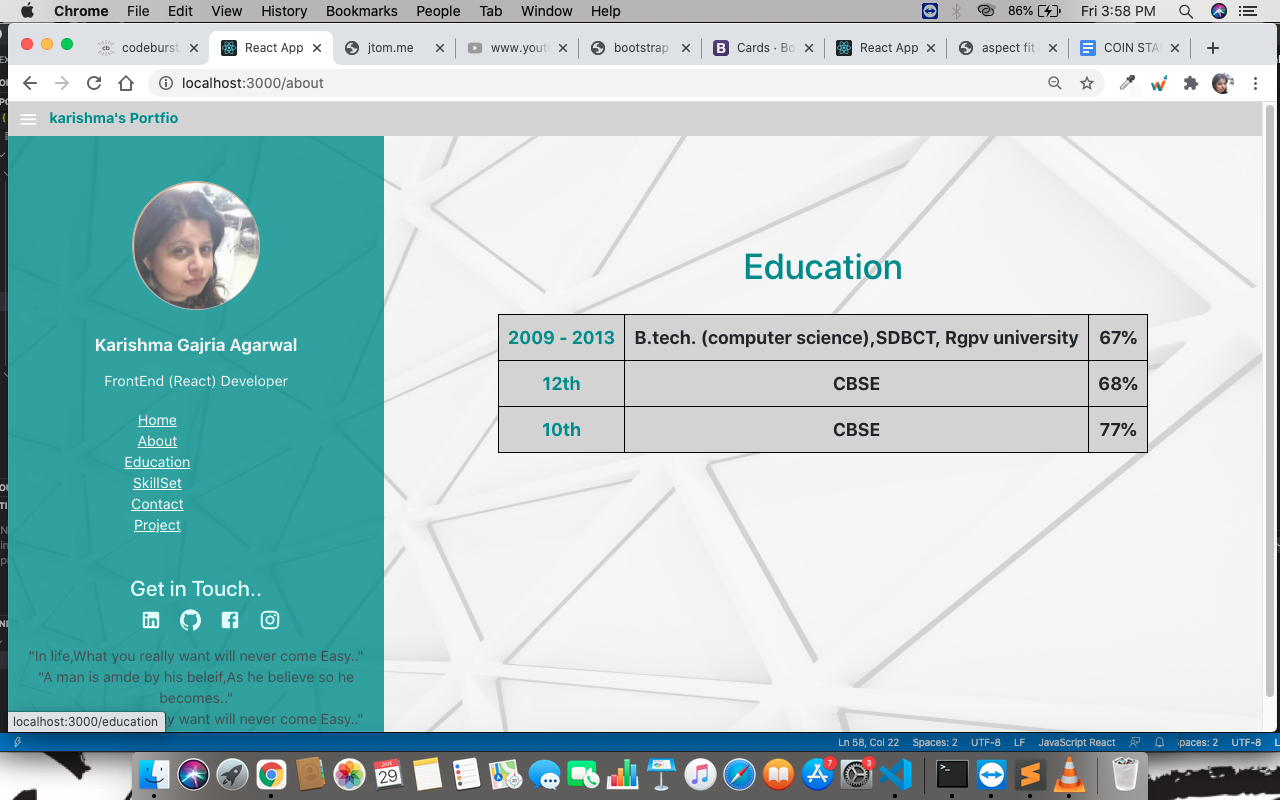 Chrome File Edit View History Bookmarks People Tab Window Help 86% Fri 3:58 PM
codeburst React App jtom.me www.yout bootstrap Cards · Bo React App aspect fit COIN STA
localhost:3000/about
karishma's Portfio
Karishma Gajria Agarwal
FrontEnd (React) Developer
Home
About
Education
SkillSet
Contact
Project
Get in Touch..
"In life,What you really want will never come Easy.."
"A man is amde by his beleif,As he believe so he
becomes.."
y want will never come Easy.."
localhost:3000/education
Education
2009 - 2013 B.tech. (computer science),SDBCT, Rgpv university 67%
12th CBSE 68%
10th CBSE 77%
Ln 58, Col 22 Spaces: 2 UTF-8 LF JavaScript React paces: 2 UTF-8 L
JAN
29
7
3